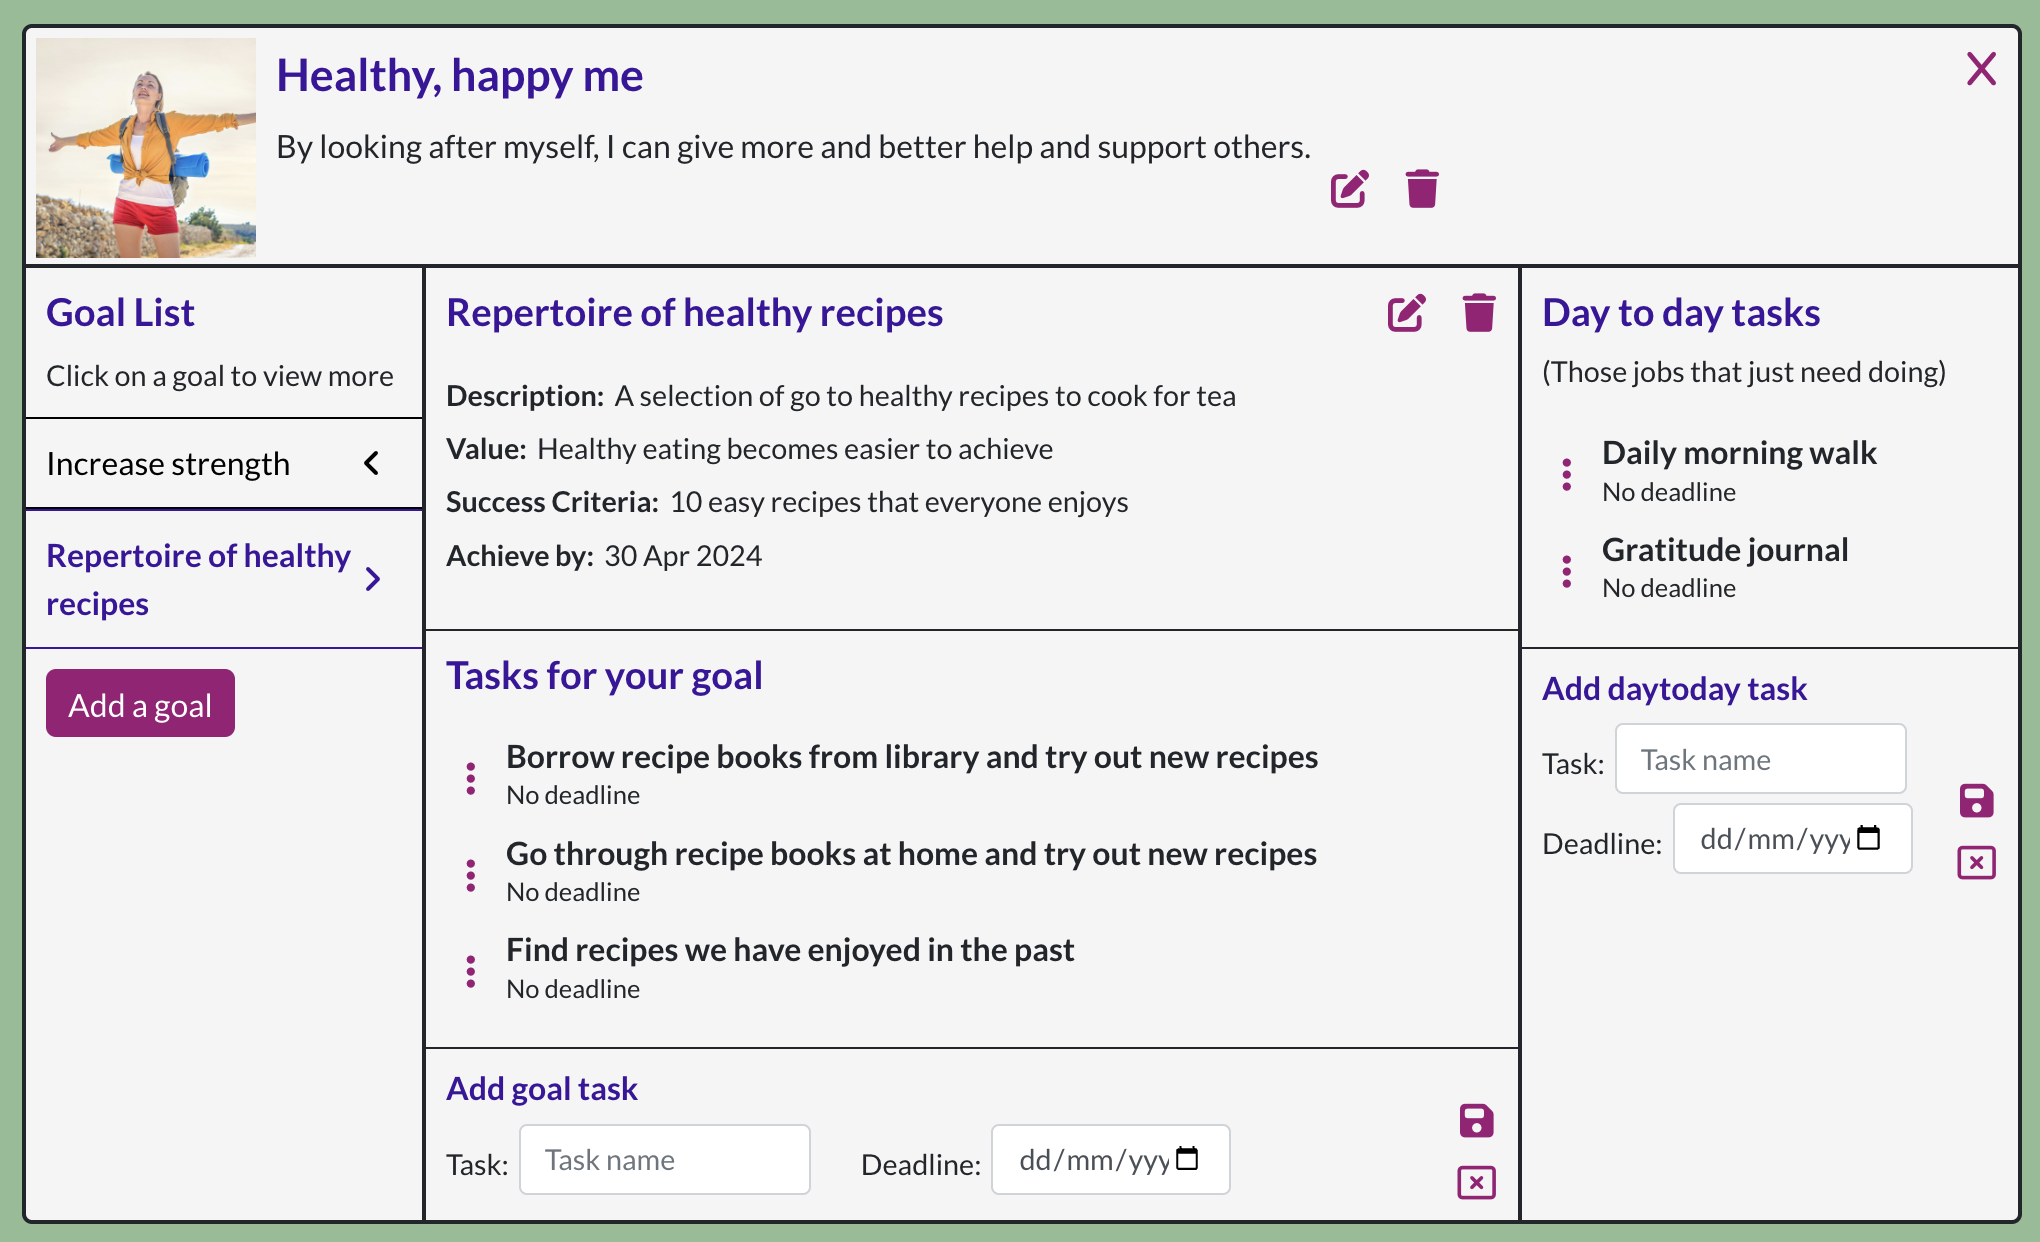 Healthy, happy me
By looking after myself, I can give more and better help and support others.
Goal List
Click on a goal to view more
Increase strength
Repertoire of healthy
recipes
Add a goal
Repertoire of healthy recipes
Description: A selection of go to healthy recipes to cook for tea
Value: Healthy eating becomes easier to achieve
Success Criteria: 10 easy recipes that everyone enjoys
Achieve by: 30 Apr 2024
Tasks for your goal
Borrow recipe books from library and try out new recipes
No deadline
Go through recipe books at home and try out new recipes
No deadline
Find recipes we have enjoyed in the past
No deadline
Add goal task
Task: Task name Deadline: dd/mm/yyy
Day to day tasks
(Those jobs that just need doing)
Daily morning walk
No deadline
Gratitude journal
No deadline
Add daytoday task
Task: Task name
Deadline: dd/mm/yyy